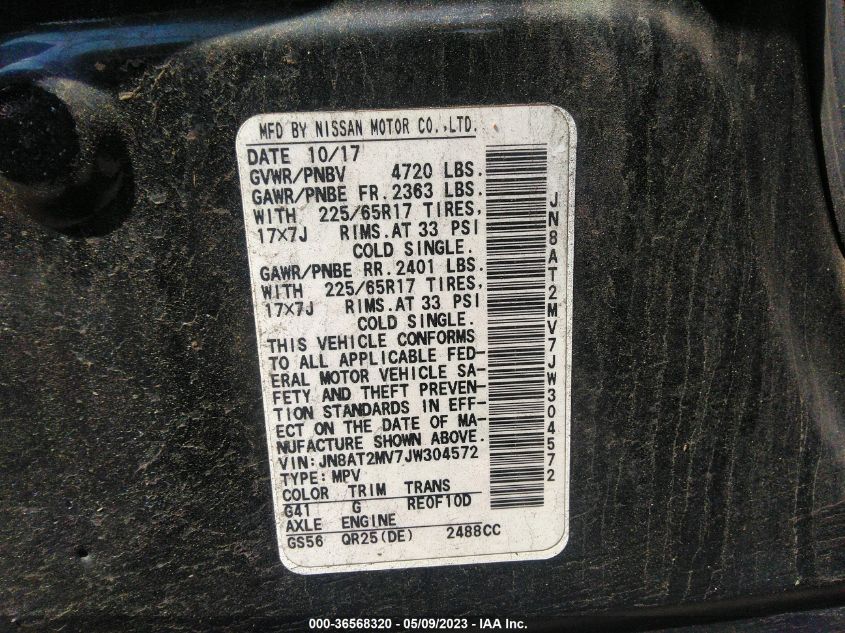 MFD BY NISSAN MOTOR CO.,LTD.
DATE 10/17
GVWR/PNBV 4720 LBS.
GAWR/PNBE FR. 2363 LBS.
WITH 225/65R17 TIRES,
17X7J RIMS.AT 33 PSI
COLD SINGLE.
GAWR/PNBE RR. 2401 LBS.
WITH 225/65R17 TIRES,
17X7J RIMS.AT 33 PSI
COLD SINGLE.
THIS VEHICLE CONFORMS
TO ALL APPLICABLE FED-
ERAL MOTOR VEHICLE SA-
FETY AND THEFT PREVEN-
TION STANDARDS IN EFF-
ECT ON THE DATE OF MA-
NUFACTURE SHOWN ABOVE.
VIN:JN8AT2MV7JW304572
TYPE:MPV
COLOR TRIM TRANS
G41 G RE0F10D
AXLE ENGINE
GS56 QR25(DE) 2488CC
JN8AT2MV7JW304572
000-36568320 - 05/09/2023 - IAA Inc.